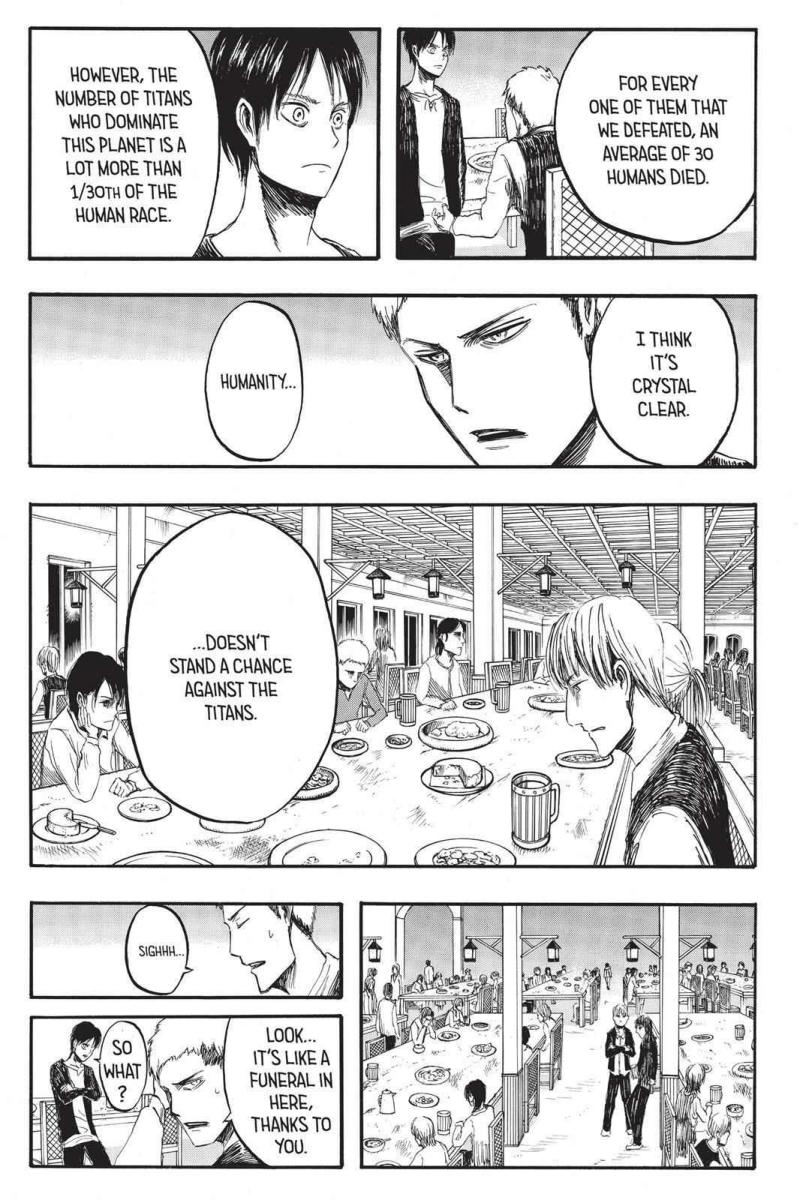 FOR EVERY
ONE OF THEM THAT
WE DEFEATED, AN
AVERAGE OF 30
HUMANS DIED.
HOWEVER, THE
NUMBER OF TITANS
WHO DOMINATE
THIS PLANET IS A
LOT MORE THAN
1/30TH OF THE
HUMAN RACE.
I THINK
IT'S
CRYSTAL
CLEAR.
HUMANITY...
...DOESN'T
STAND A CHANCE
AGAINST THE
TITANS.
SIGHHH...
LOOK...
IT'S LIKE A
FUNERAL IN
HERE,
THANKS TO
YOU.
SO
WHAT
?